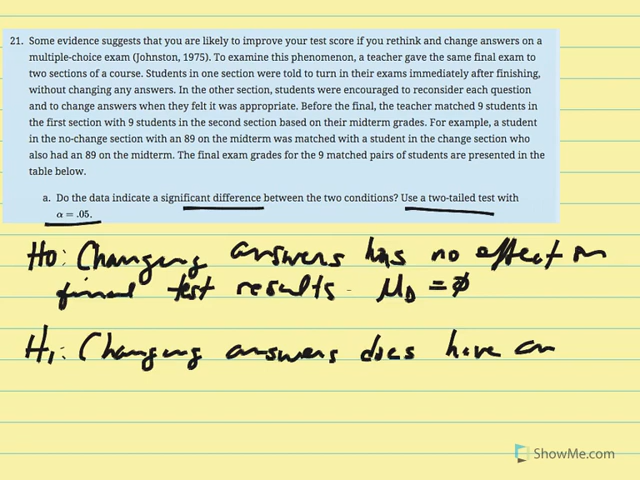 21. Some evidence suggests that you are likely to improve your test score if you rethink and change answers on a
multiple-choice exam (Johnston, 1975). To examine this phenomenon, a teacher gave the same final exam to
two sections of a course. Students in one section were told to turn in their exams immediately after finishing,
without changing any answers. In the other section, students were encouraged to reconsider each question
and to change answers when they felt it was appropriate. Before the final, the teacher matched 9 students in
the first section with 9 students in the second section based on their midterm grades. For example, a student
in the no-change section with an 89 on the midterm was matched with a student in the change section who
also had an 89 on the midterm. The final exam grades for the 9 matched pairs of students are presented in the
table below.
a. Do the data indicate a significant difference between the two conditions? Use a two-tailed test with
α = .05.
H0: Changing answers has no effect on
final test results. μD = ∅
H1: Changing answers does have an
ShowMe.com